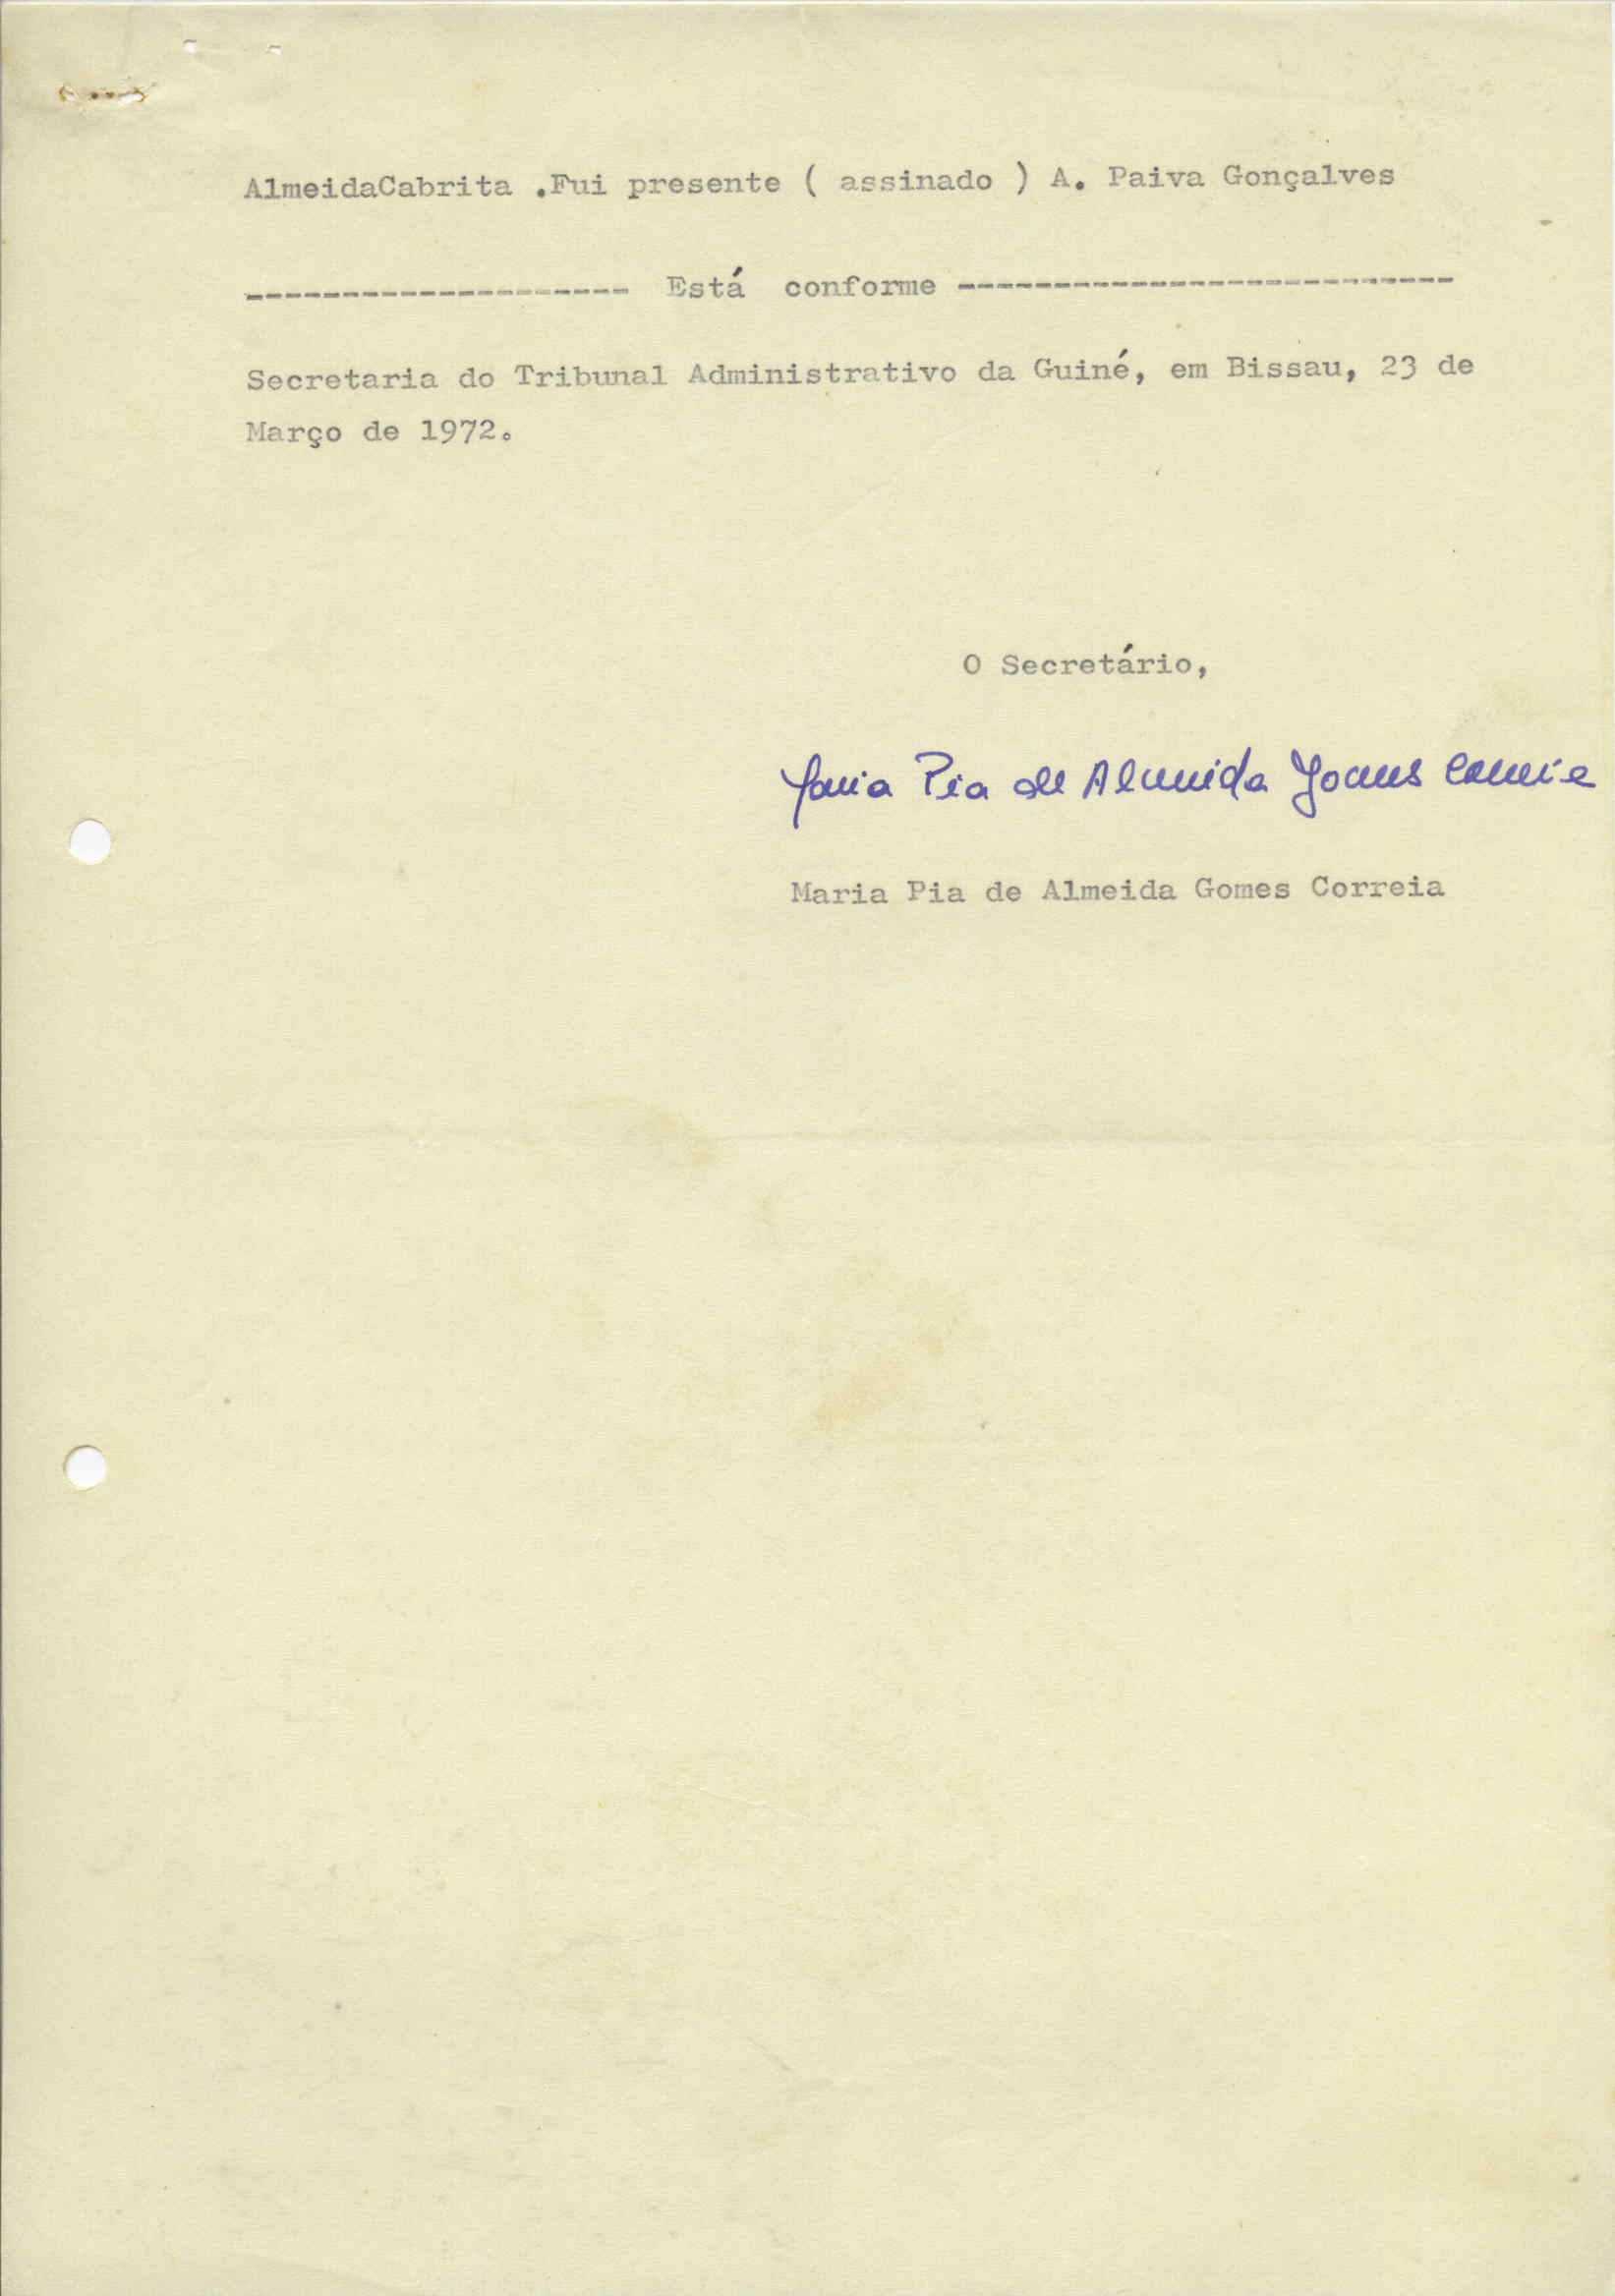 AlmeidaCabrita .Fui presente ( assinado ) A. Paiva Gonçalves
-------------------- Está conforme --------------------------
Secretaria do Tribunal Administrativo da Guiné, em Bissau, 23 de
Março de 1972.
O Secretário,
Maria Pia de Almeida Gomes Correia
Maria Pia de Almeida Gomes Correia